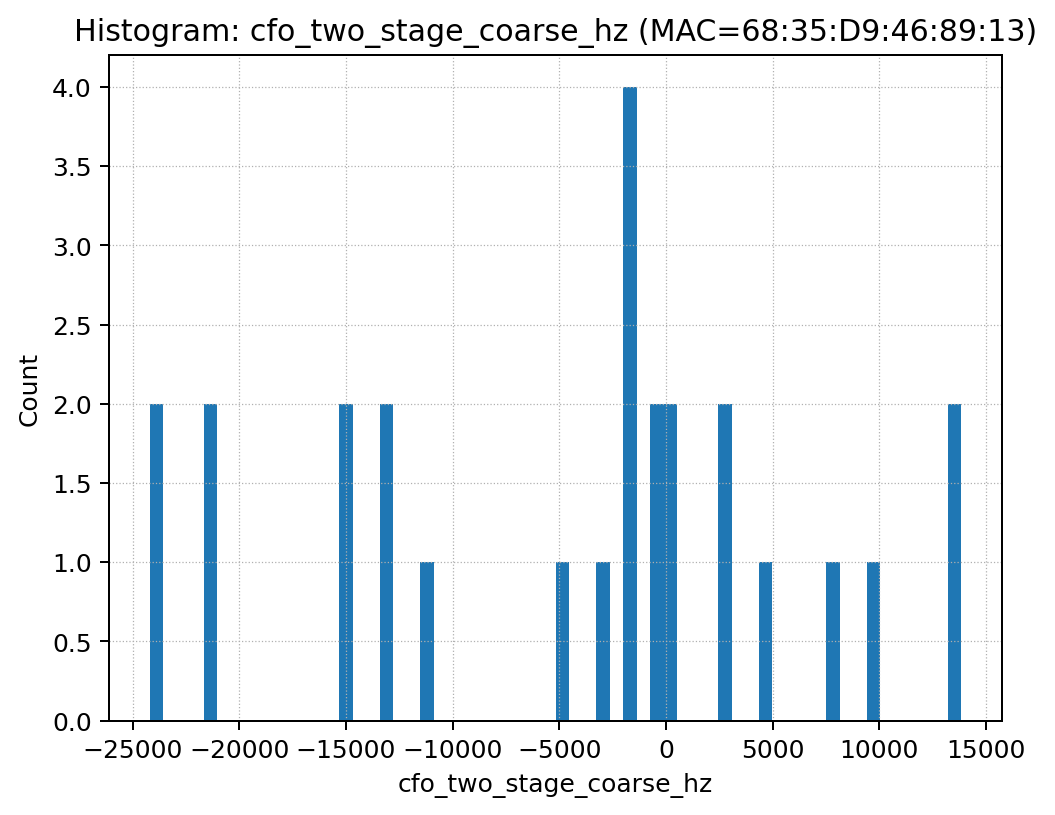 Histogram: cfo_two_stage_coarse_hz (MAC=68:35:D9:46:89:13)
4.0
3.5
3.0
2.5
2.0
1.5
1.0
0.5
0.0
Count
−25000 −20000 −15000 −10000 −5000 0 5000 10000 15000
cfo_two_stage_coarse_hz